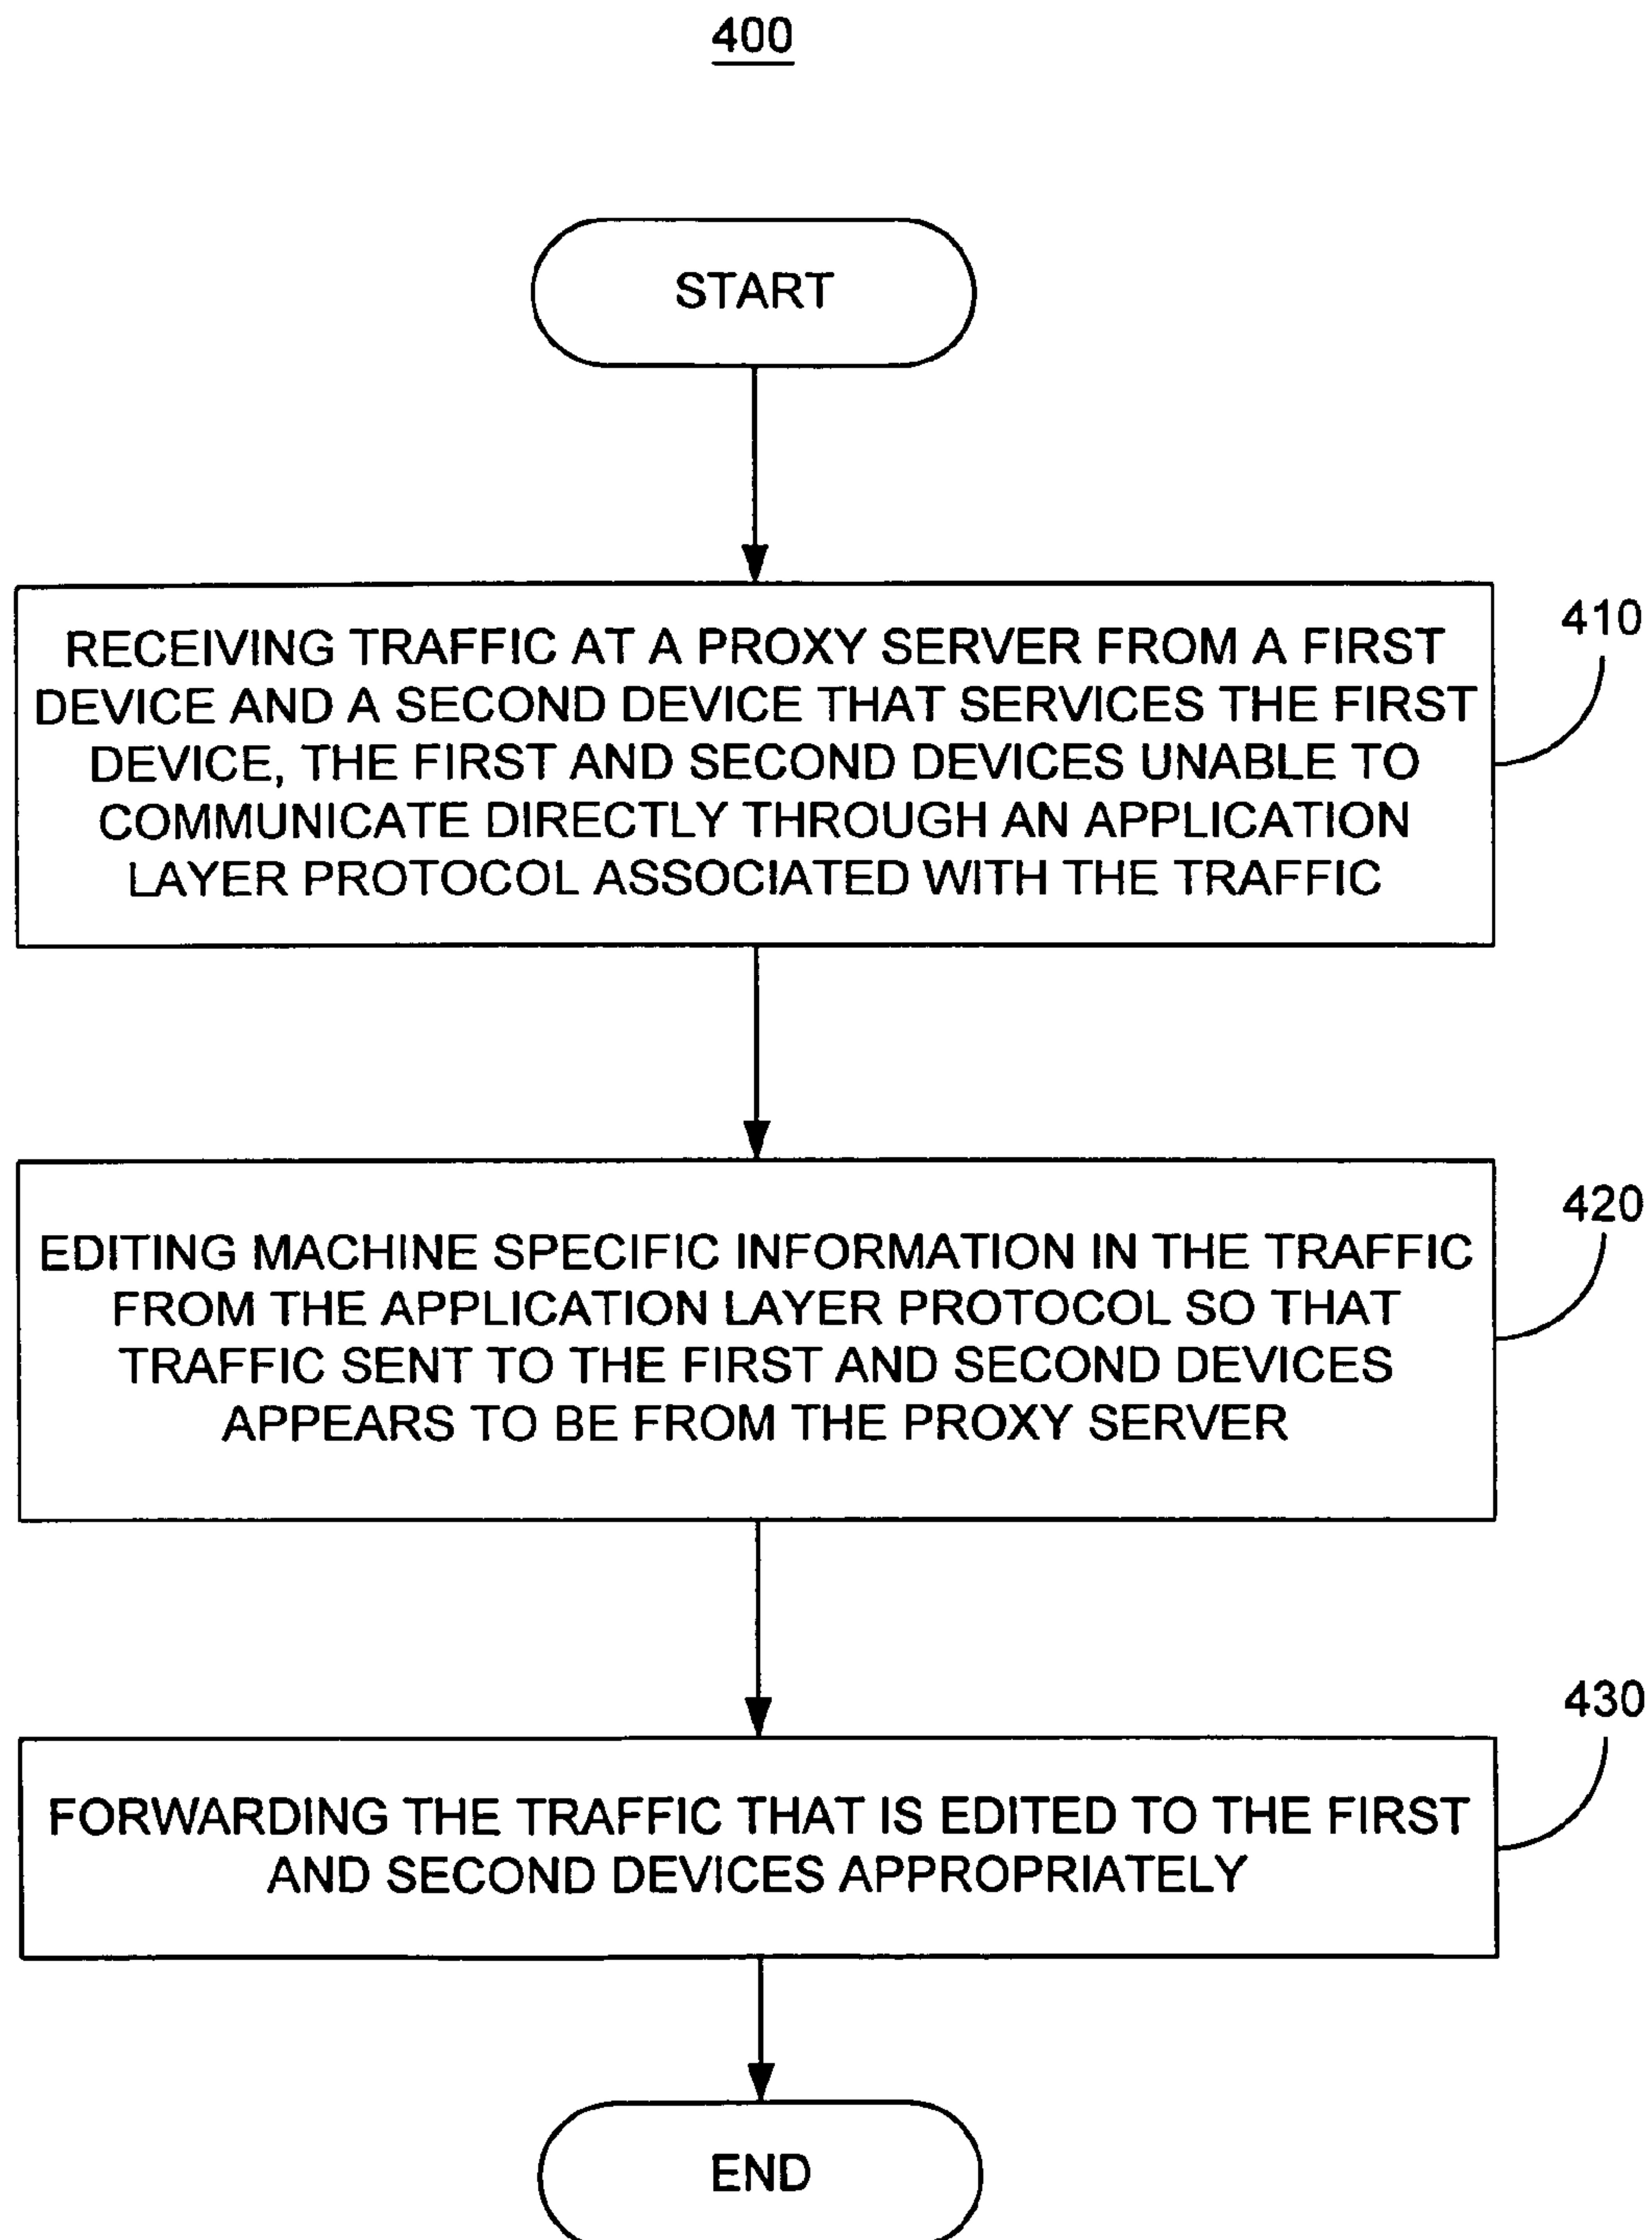 400
START
RECEIVING TRAFFIC AT A PROXY SERVER FROM A FIRST
DEVICE AND A SECOND DEVICE THAT SERVICES THE FIRST
DEVICE, THE FIRST AND SECOND DEVICES UNABLE TO
COMMUNICATE DIRECTLY THROUGH AN APPLICATION
LAYER PROTOCOL ASSOCIATED WITH THE TRAFFIC
410
EDITING MACHINE SPECIFIC INFORMATION IN THE TRAFFIC
FROM THE APPLICATION LAYER PROTOCOL SO THAT
TRAFFIC SENT TO THE FIRST AND SECOND DEVICES
APPEARS TO BE FROM THE PROXY SERVER
420
FORWARDING THE TRAFFIC THAT IS EDITED TO THE FIRST
AND SECOND DEVICES APPROPRIATELY
430
END